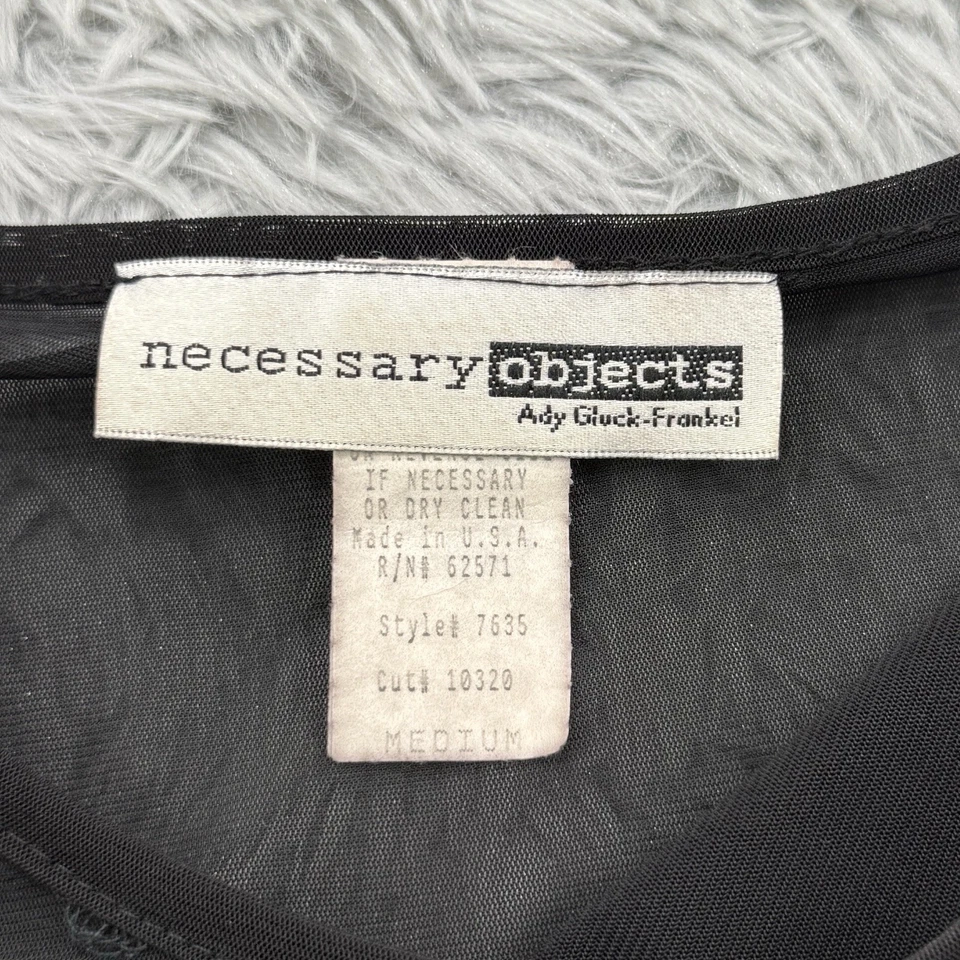 necessary objects
Ady Gluck-Frankel
IF NECESSARY
OR DRY CLEAN
Made in U.S.A.
R/N# 62571
Style# 7635
Cut# 10320
MEDIUM